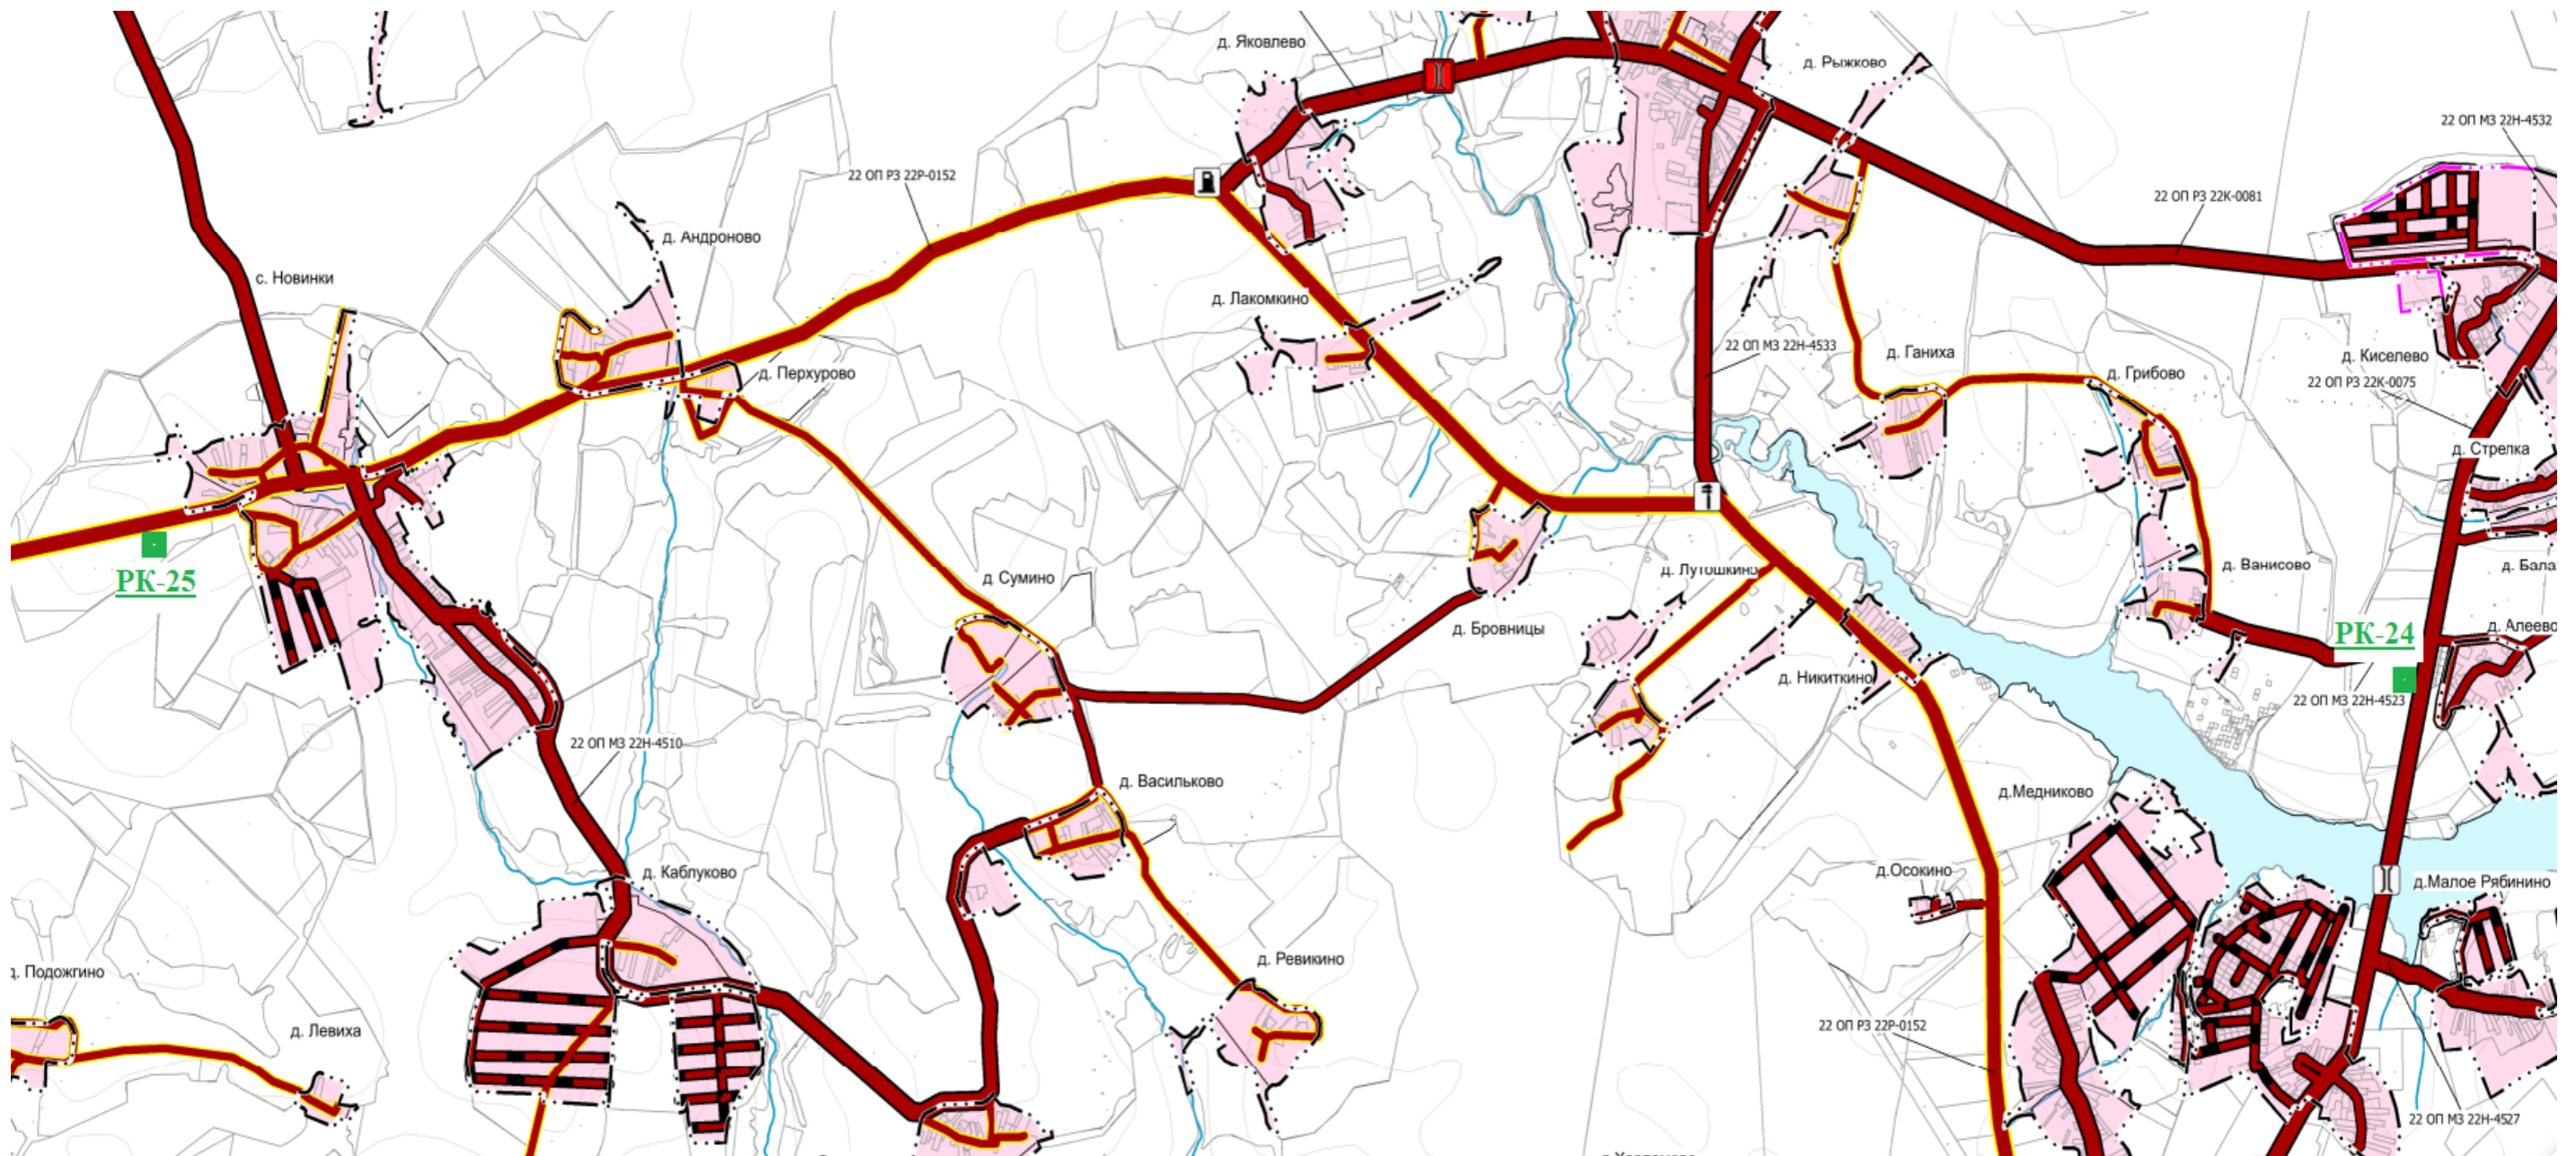 д. Яковлево
д. Рыжково
22 ОП МЗ 22Н-4532
22 ОП РЗ 22Р-0152
22 ОП РЗ 22К-0081
д. Андроново
с. Новинки
д. Лакомкино
22 ОП МЗ 22Н-4533
д. Ганиха
д. Киселево
д. Перхурово
д. Грибово
22 ОП РЗ 22К-0075
д. Стрелка
РК-25
д. Сумино
д. Лутошкино
д. Ванисово
д. Бала
д. Бровницы
РК-24
д. Алеево
д. Никиткино
22 ОП МЗ 22Н-4523
22 ОП МЗ 22Н-4510
д. Васильково
д.Медниково
д. Каблуково
д.Осокино
д.Малое Рябинино
д. Ревикино
д. Подожгино
д. Левиха
22 ОП РЗ 22Р-0152
22 ОП МЗ 22Н-4527